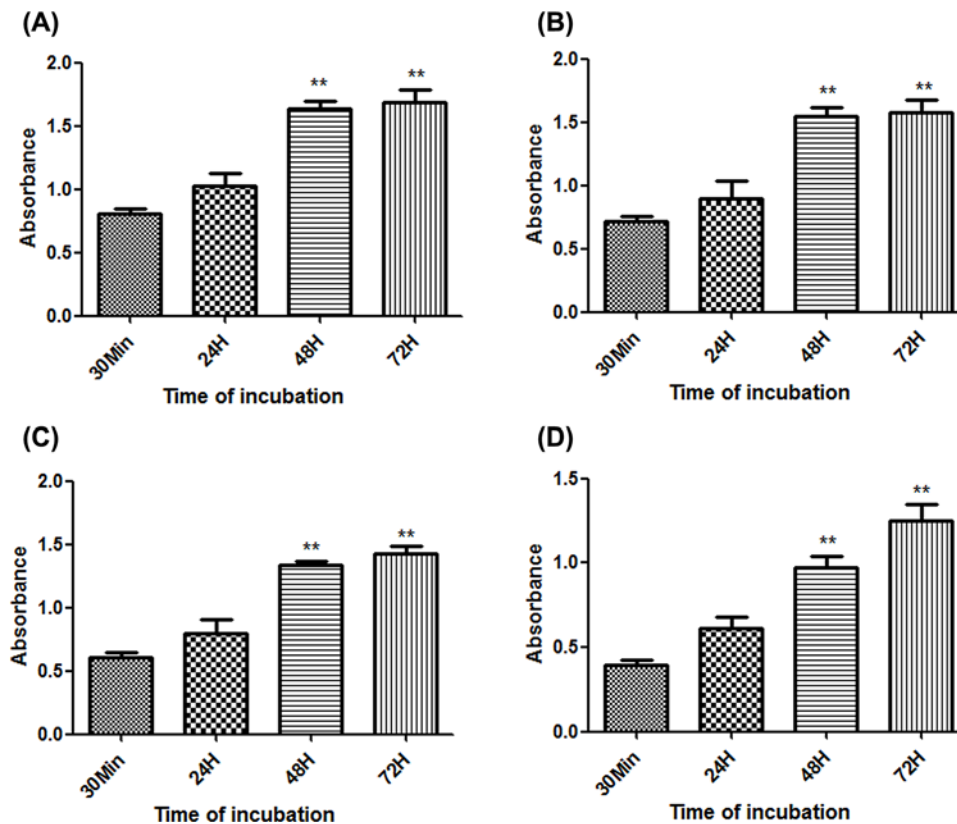 (A)
2.0
1.5
1.0
0.5
0.0
Absorbance
**
**
30Min
24H
48H
72H
Time of incubation
(B)
2.0
1.5
1.0
0.5
0.0
Absorbance
**
**
30Min
24H
48H
72H
Time of incubation
(C)
2.0
1.5
1.0
0.5
0.0
Absorbance
**
**
30Min
24H
48H
72H
Time of incubation
(D)
1.5
1.0
0.5
0.0
Absorbance
**
**
30Min
24H
48H
72H
Time of incubation